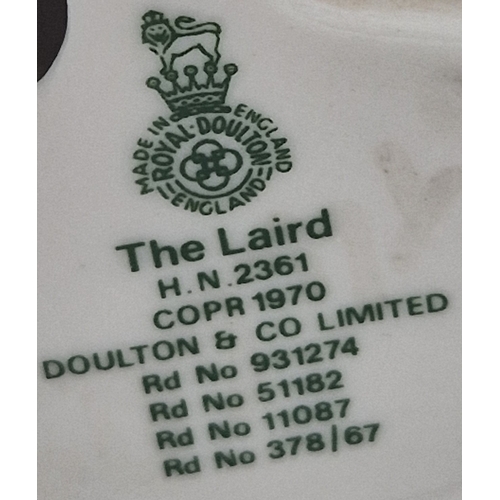 MADE IN ENGLAND
ROYAL·DOULTON
ENGLAND
The Laird
H.N.2361
COPR 1970
DOULTON & CO LIMITED
Rd No 931274
Rd No 51182
Rd No 11087
Rd No 378/67